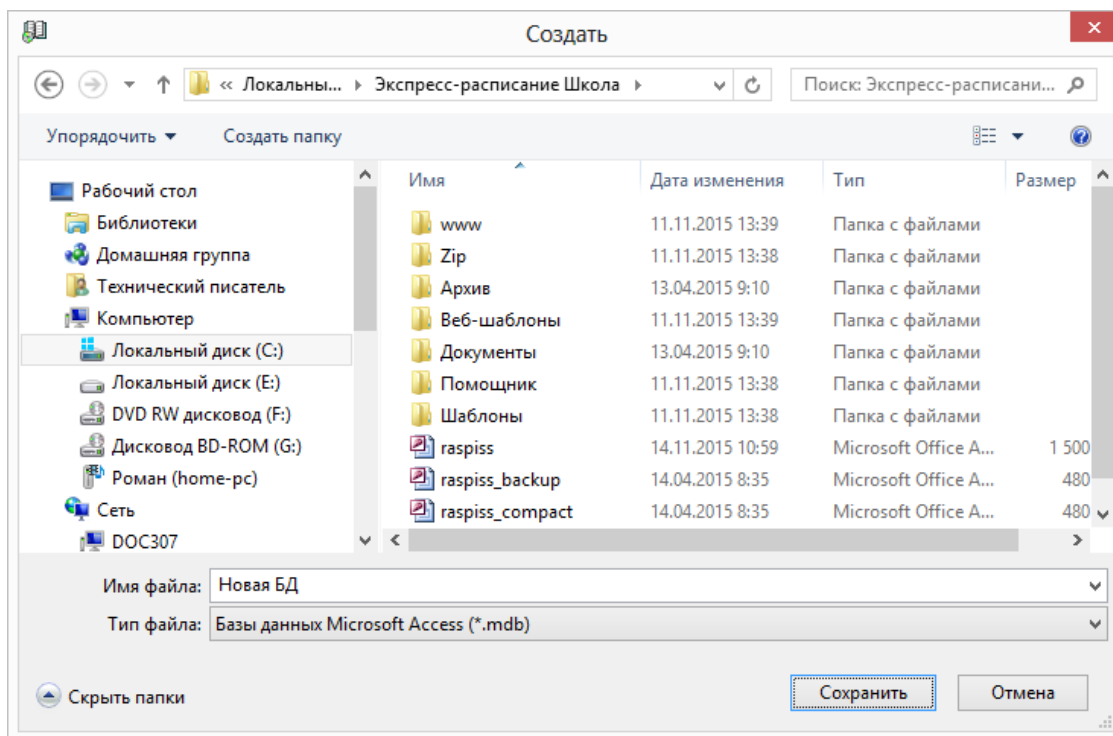 Создать
« Локальны... Экспресс-расписание Школа
Поиск: Экспресс-расписани...
Упорядочить Создать папку
Рабочий стол
Библиотеки
Домашняя группа
Технический писатель
Компьютер
Локальный диск (C:)
Локальный диск (E:)
DVD RW дисковод (F:)
Дисковод BD-ROM (G:)
Роман (home-pc)
Сеть
DOC307
Имя Дата изменения Тип Размер
www 11.11.2015 13:39 Папка с файлами
Zip 11.11.2015 13:38 Папка с файлами
Архив 13.04.2015 9:10 Папка с файлами
Веб-шаблоны 11.11.2015 13:39 Папка с файлами
Документы 13.04.2015 9:10 Папка с файлами
Помощник 11.11.2015 13:38 Папка с файлами
Шаблоны 11.11.2015 13:38 Папка с файлами
raspiss 14.11.2015 10:59 Microsoft Office A... 1 500
raspiss_backup 14.04.2015 8:35 Microsoft Office A... 480
raspiss_compact 14.04.2015 8:35 Microsoft Office A... 480
Имя файла: Новая БД
Тип файла: Базы данных Microsoft Access (*.mdb)
Скрыть папки Сохранить Отмена